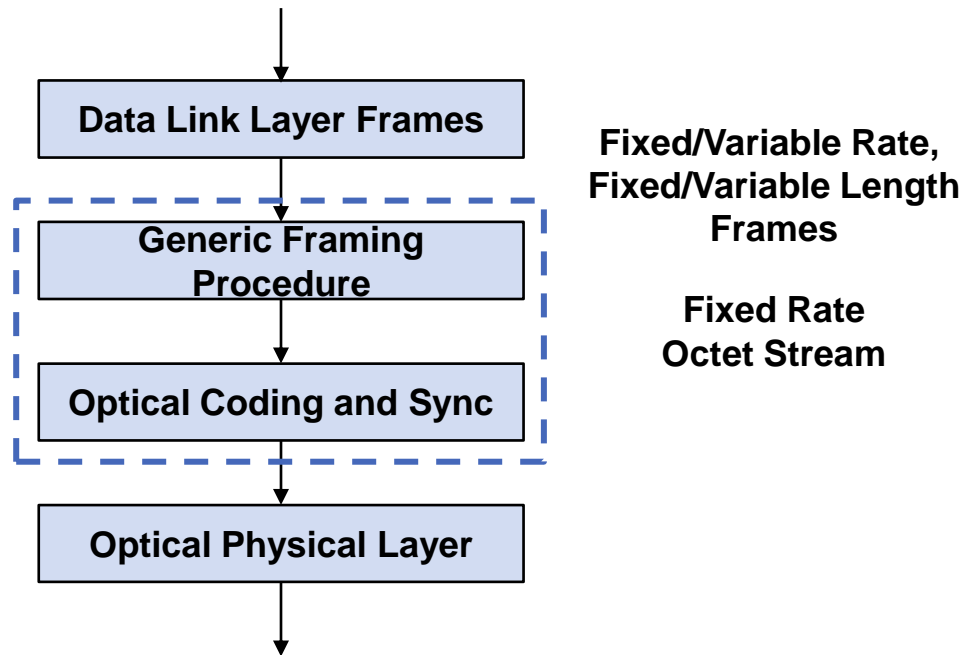 Data Link Layer Frames
Fixed/Variable Rate,
Fixed/Variable Length
Frames
Generic Framing
Procedure
Fixed Rate
Octet Stream
Optical Coding and Sync
Optical Physical Layer